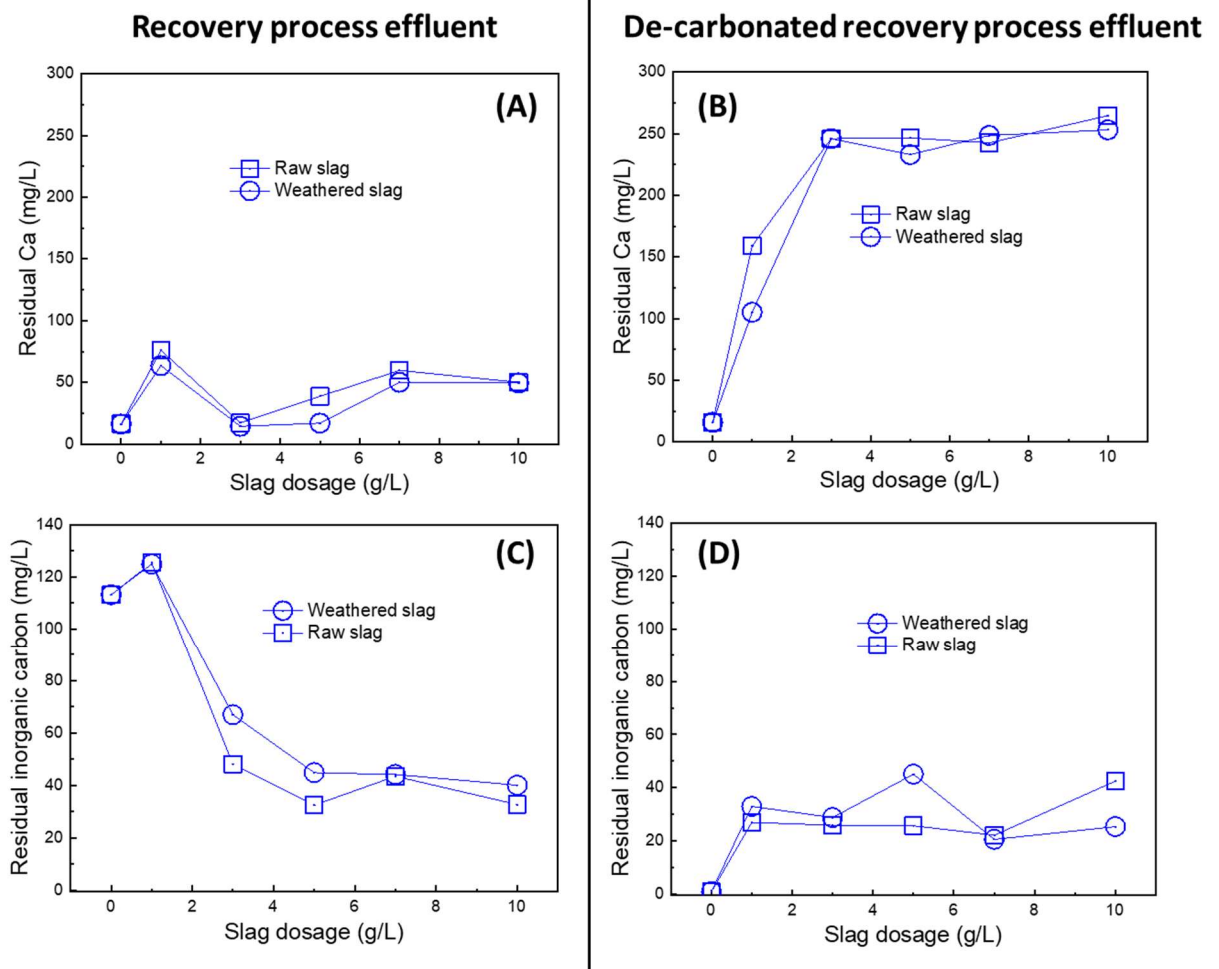 Recovery process effluent
De-carbonated recovery process effluent
(A)
Residual Ca (mg/L)
300
250
200
150
100
50
0
Raw slag
Weathered slag
0 2 4 6 8 10
Slag dosage (g/L)
(B)
Residual Ca (mg/L)
300
250
200
150
100
50
0
Raw slag
Weathered slag
0 2 4 6 8 10
Slag dosage (g/L)
(C)
Residual inorganic carbon (mg/L)
140
120
100
80
60
40
20
0
Weathered slag
Raw slag
0 2 4 6 8 10
Slag dosage (g/L)
(D)
Residual inorganic carbon (mg/L)
140
120
100
80
60
40
20
0
Weathered slag
Raw slag
0 2 4 6 8 10
Slag dosage (g/L)